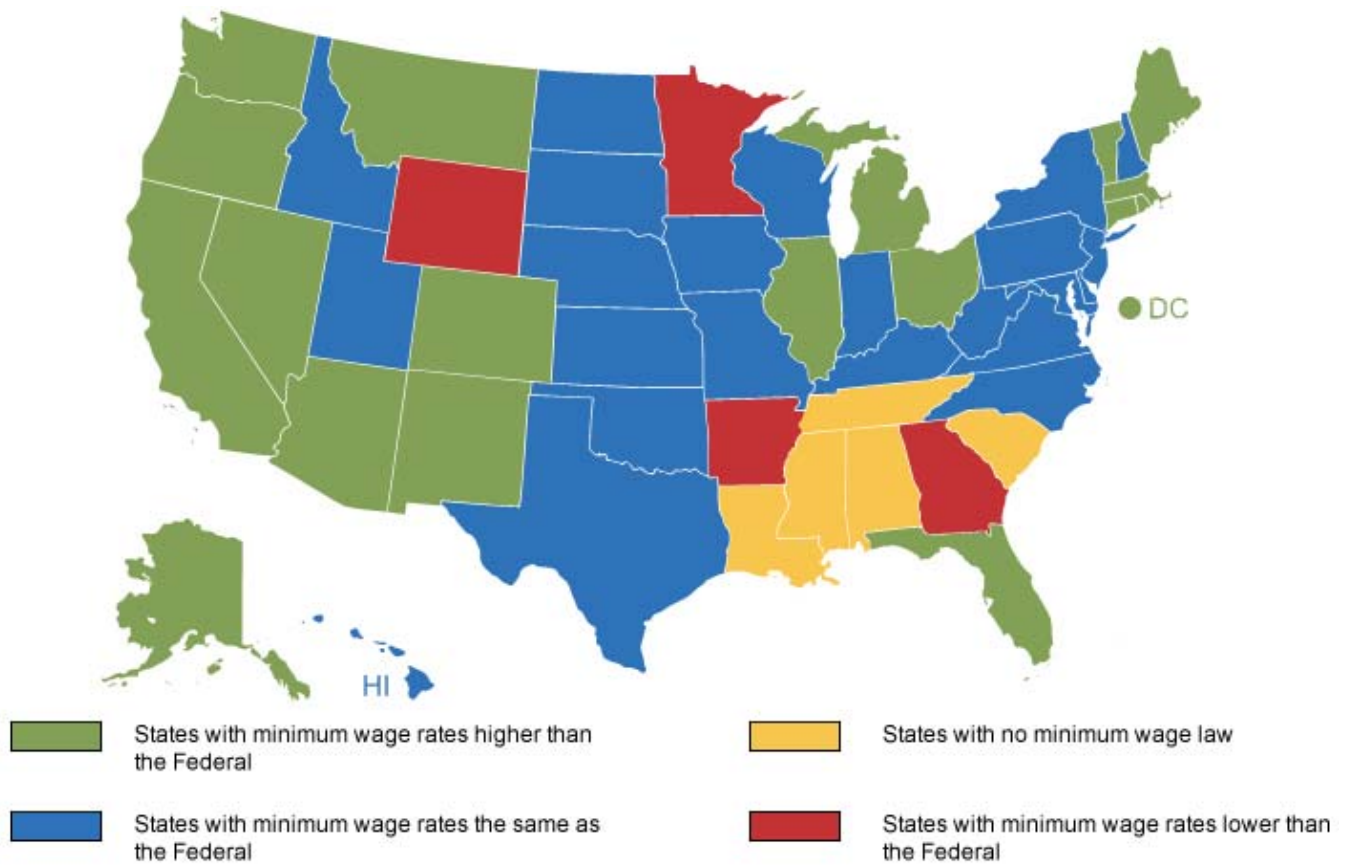 DC
HI
States with minimum wage rates higher than
the Federal
States with no minimum wage law
States with minimum wage rates the same as
the Federal
States with minimum wage rates lower than
the Federal